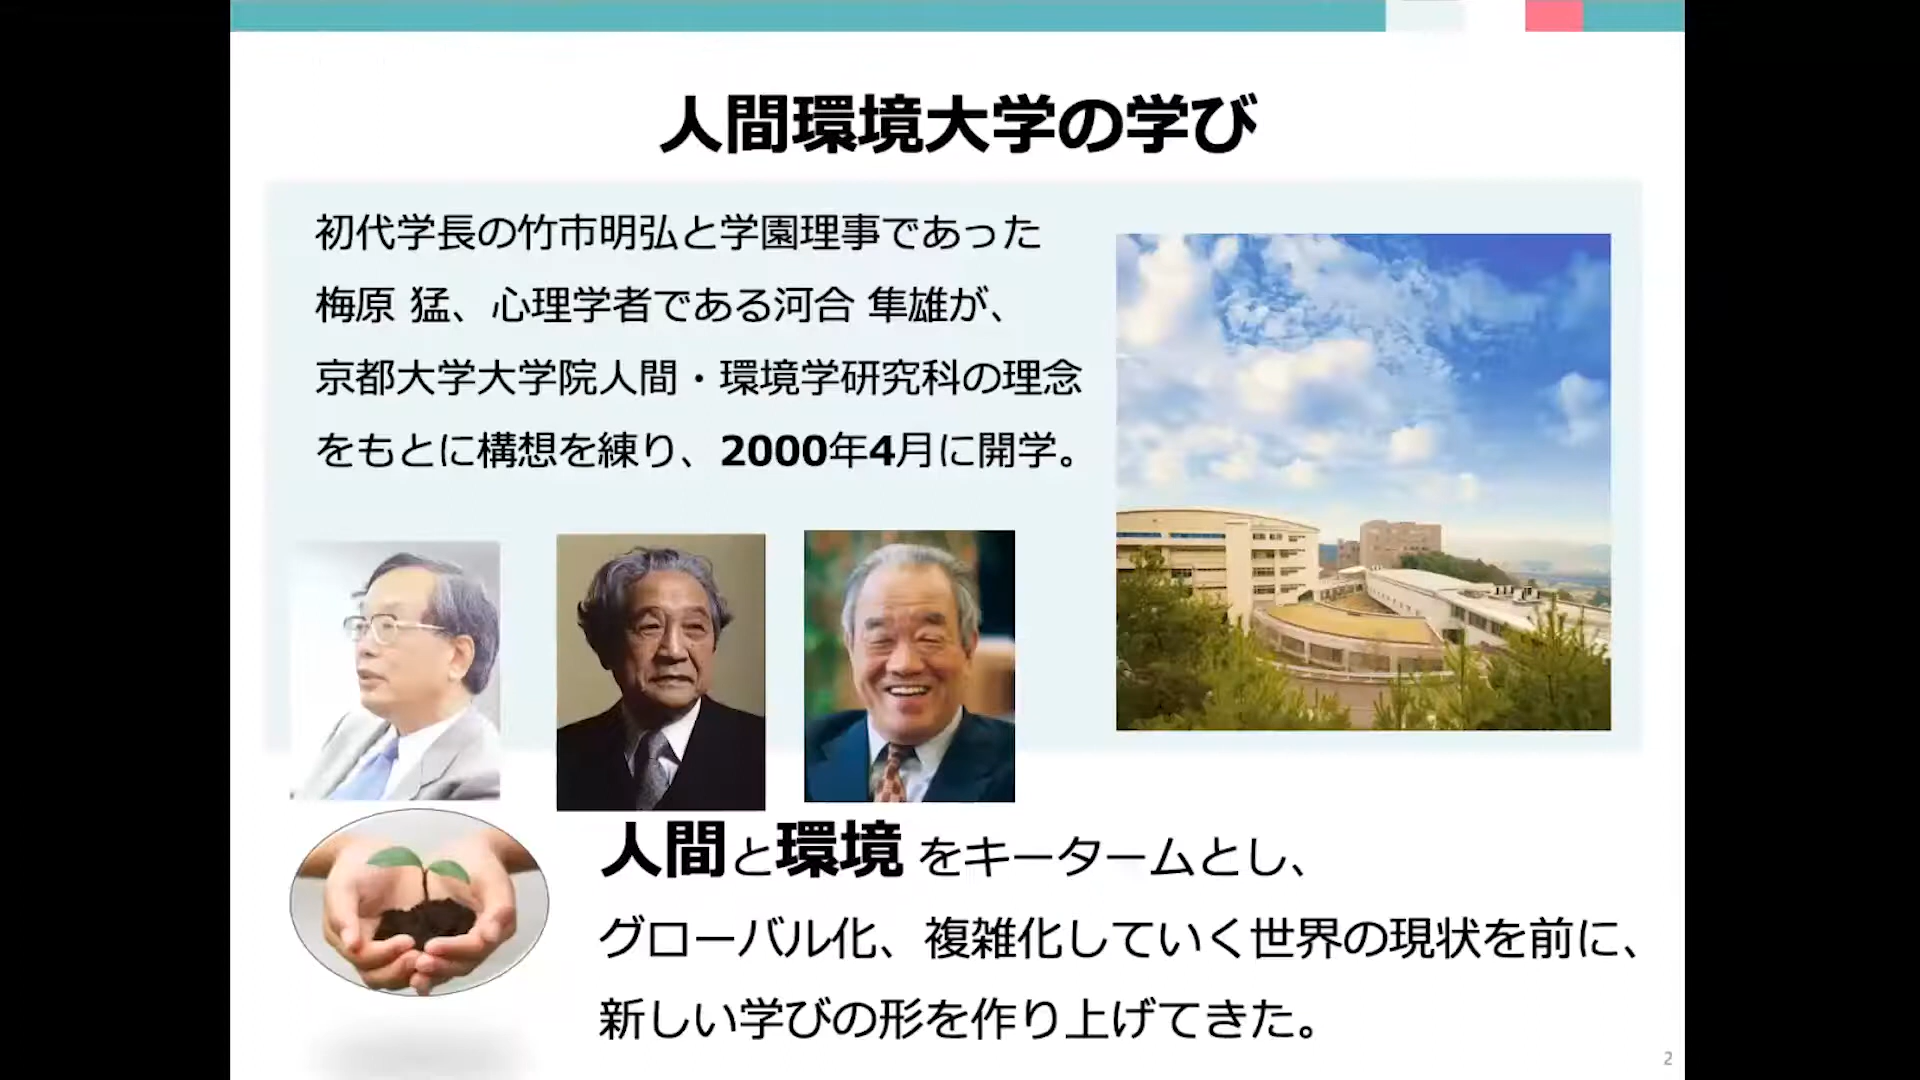 人間環境大学の学び
初代学長の竹市明弘と学園理事であった
梅原 猛、心理学者である河合 隼雄が、
京都大学大学院人間・環境学研究科の理念
をもとに構想を練り、2000年4月に開学。
人間と環境 をキータームとし、
グローバル化、複雑化していく世界の現状を前に、
新しい学びの形を作り上げてきた。
2